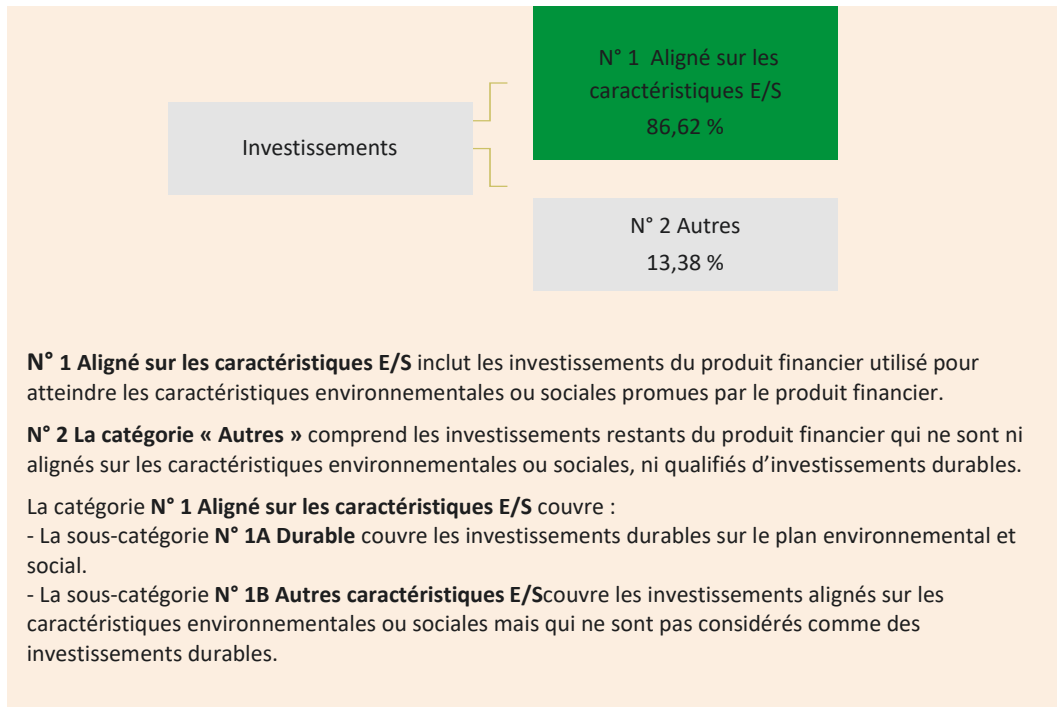 N° 1 Aligné sur les
caractéristiques E/S
86,62 %
Investissements
N° 2 Autres
13,38 %
N° 1 Aligné sur les caractéristiques E/S inclut les investissements du produit financier utilisé pour
atteindre les caractéristiques environnementales ou sociales promues par le produit financier.
N° 2 La catégorie « Autres » comprend les investissements restants du produit financier qui ne sont ni
alignés sur les caractéristiques environnementales ou sociales, ni qualifiés d’investissements durables.
La catégorie N° 1 Aligné sur les caractéristiques E/S couvre :
- La sous-catégorie N° 1A Durable couvre les investissements durables sur le plan environnemental et
social.
- La sous-catégorie N° 1B Autres caractéristiques E/Scouvre les investissements alignés sur les
caractéristiques environnementales ou sociales mais qui ne sont pas considérés comme des
investissements durables.